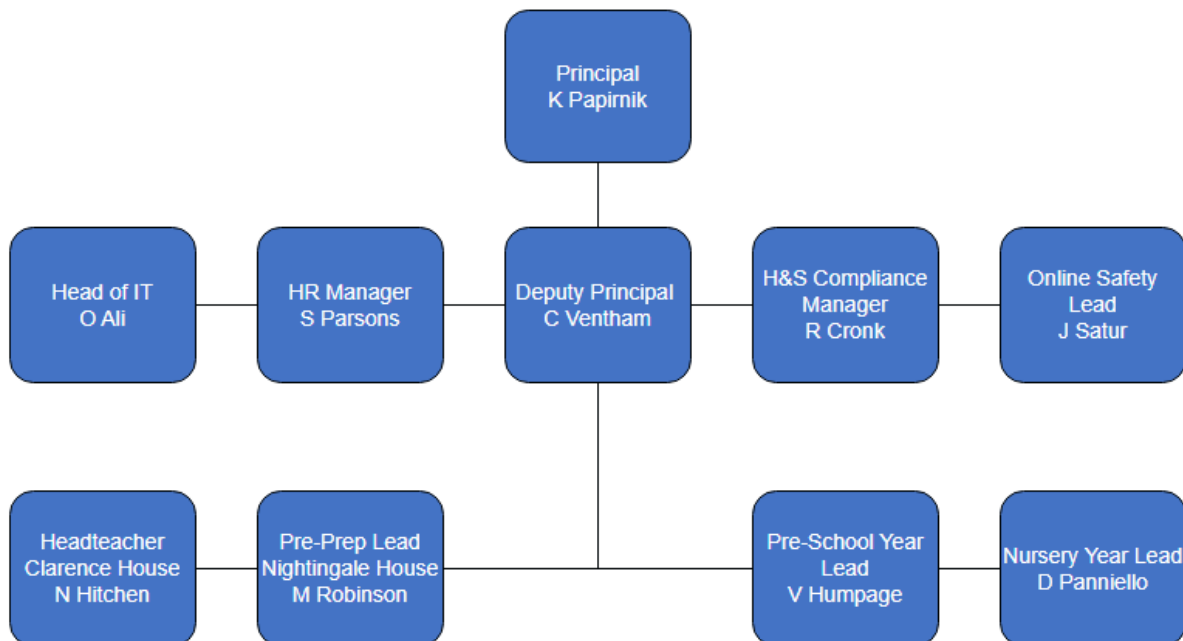 Principal
K Papirnik
Head of IT
O Ali
HR Manager
S Parsons
Deputy Principal
C Ventham
H&S Compliance
Manager
R Cronk
Online Safety
Lead
J Satur
Headteacher
Clarence House
N Hitchen
Pre-Prep Lead
Nightingale House
M Robinson
Pre-School Year
Lead
V Humpage
Nursery Year Lead
D Panniello